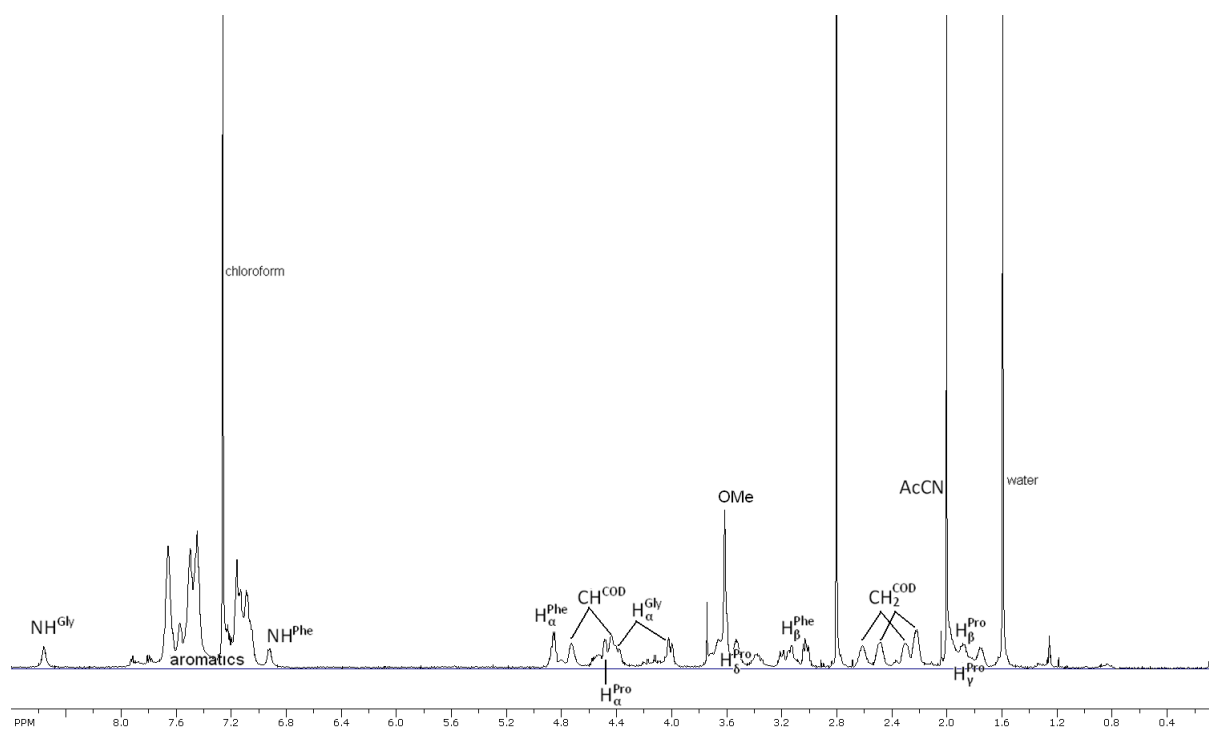 chloroform
AcCN
water
OMe
CH₂^COD
CH^COD
H_α^Phe
H_α^Gly
H_β^Phe
H_β^Pro
NH^Gly
NH^Phe
aromatics
H_δ^Pro
H_γ^Pro
H_α^Pro
PPM 8.0 7.6 7.2 6.8 6.4 6.0 5.6 5.2 4.8 4.4 4.0 3.6 3.2 2.8 2.4 2.0 1.6 1.2 0.8 0.4